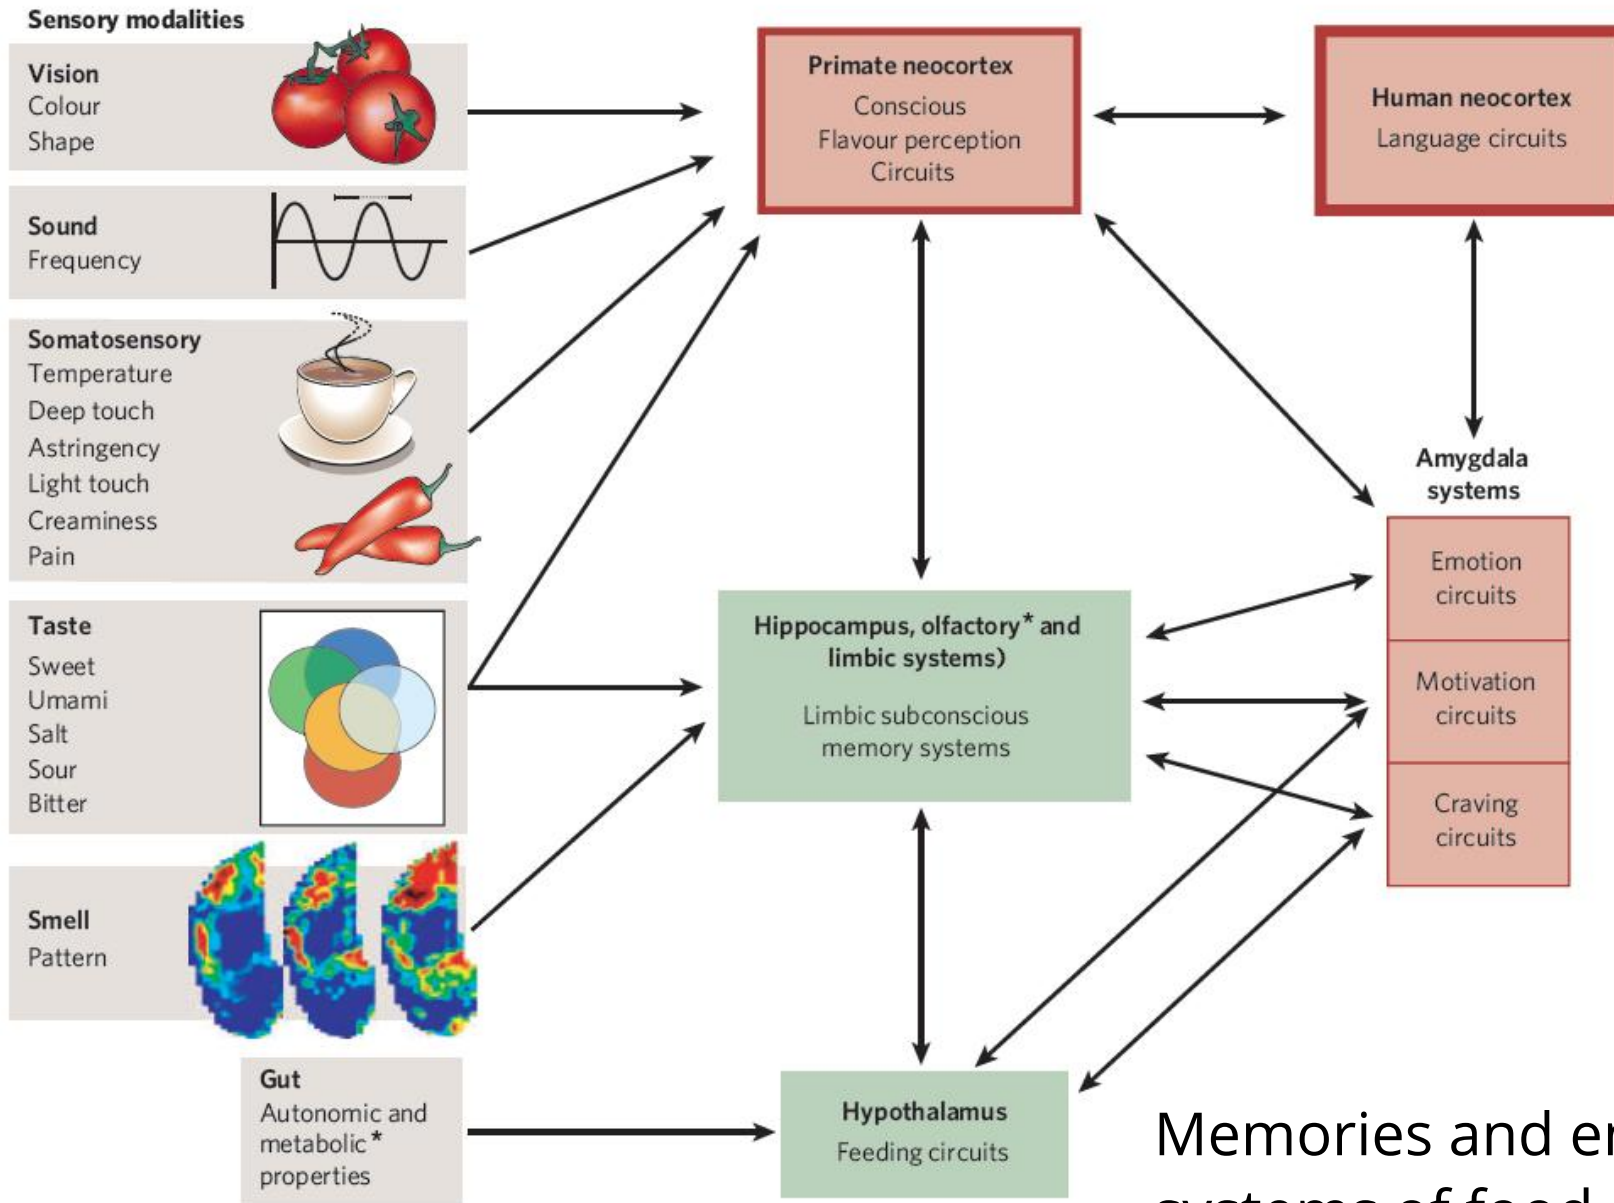 Sensory modalities
Vision
Colour
Shape
Sound
Frequency
Somatosensory
Temperature
Deep touch
Astringency
Light touch
Creaminess
Pain
Taste
Sweet
Umami
Salt
Sour
Bitter
Smell
Pattern
Gut
Autonomic and
metabolic*
properties
Primate neocortex
Conscious
Flavour perception
Circuits
Human neocortex
Language circuits
Hippocampus, olfactory* and
limbic systems)
Limbic subconscious
memory systems
Amygdala
systems
Emotion
circuits
Motivation
circuits
Craving
circuits
Hypothalamus
Feeding circuits
Memories and